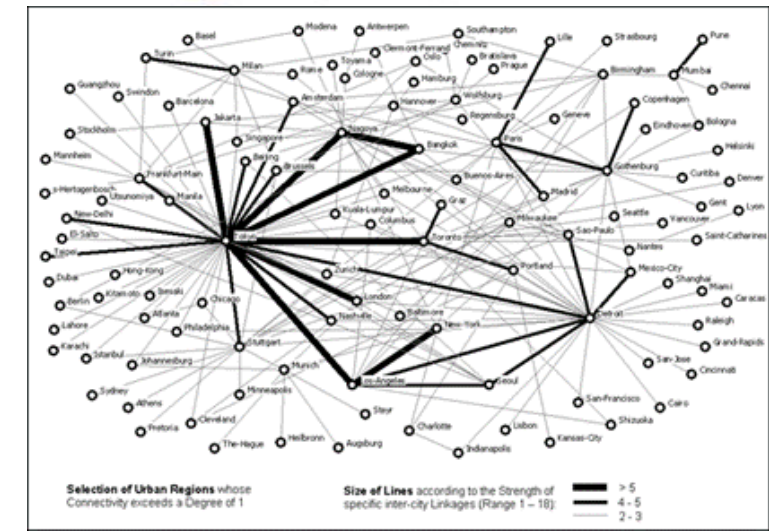 Modena
Antwerpen
Basel
Southampton
Lille
Strasbourg
Pune
Turin
Milan
Clermont-Ferrand
Chemnitz
Oslo
Bratislava
Toyama
Rome
Cologne
Prague
Birmingham
Mumbai
Guangzhou
Swindon
Hamburg
Chennai
Barcelona
Amsterdam
Hannover
Wolfsburg
Copenhagen
Jakarta
Regensburg
Geneva
Stockholm
Singapore
Nagoya
Eindhoven
Bologna
Bangkok
Paris
Helsinki
Mannheim
Beijing
Brussels
Gothenburg
Frankfurt-Main
Buenos-Aires
Curitiba
Denver
s-Hertogenbosch
Utsunomiya
Manila
Melbourne
Madrid
Graz
Gent
Lyon
New-Delhi
Kuala-Lumpur
Columbus
Milwaukee
Seattle
Vancouver
El-Salto
Tokyo
Toronto
Sao-Paulo
Saint-Catharines
Taipei
Nantes
Zurich
Portland
Mexico-City
Dubai
Hong-Kong
Shanghai
Miami
Berlin
Kitamoto
Chicago
London
Caracas
Atlanta
Nashville
Baltimore
Detroit
Lahore
Philadelphia
New-York
Raleigh
Karachi
Istanbul
Stuttgart
Grand-Rapids
Johannesburg
Munich
San-Jose
Cincinnati
Los-Angeles
Seoul
Sydney
Minneapolis
San-Francisco
Cairo
Athens
Steyr
Pretoria
Cleveland
Charlotte
Lisbon
Shizuoka
The-Hague
Heilbronn
Augsburg
Indianapolis
Kansas-City
Selection of Urban Regions whose
Connectivity exceeds a Degree of 1
Size of Lines according to the Strength of
specific inter-city Linkages (Range 1 – 18):
> 5
4 - 5
2 - 3